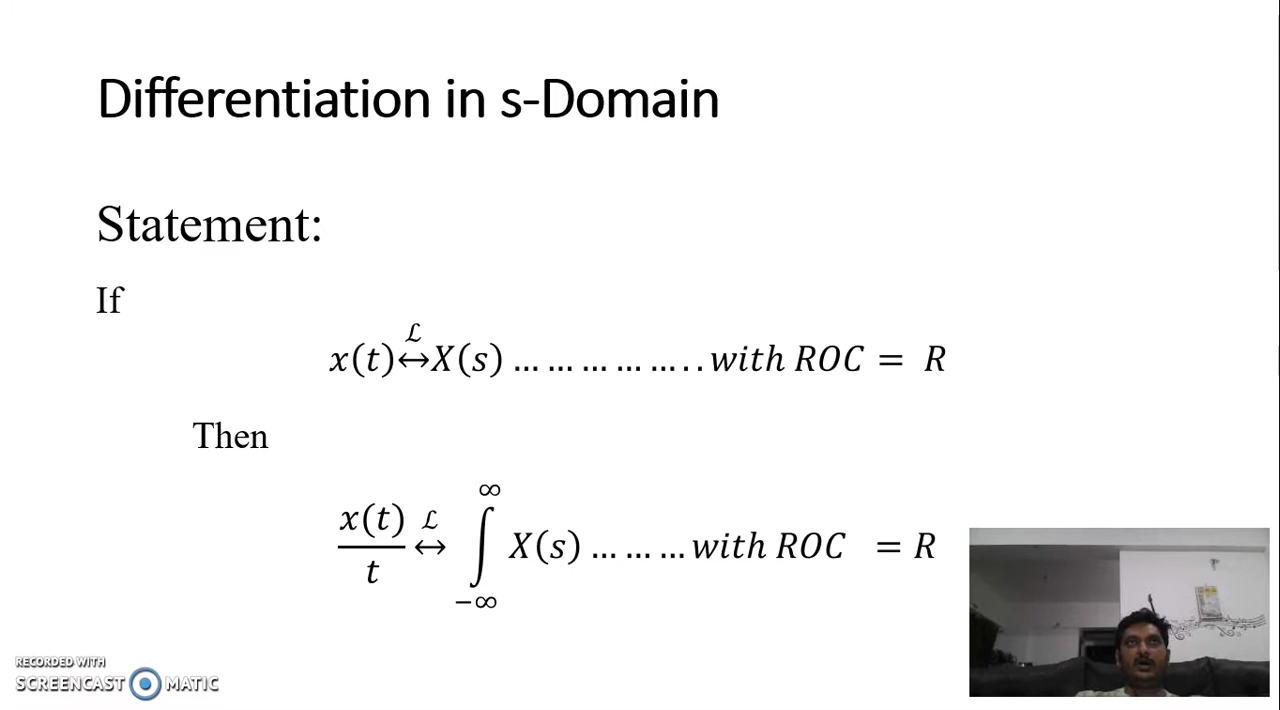 Differentiation in s-Domain
Statement:
If
x(t) ℒ↔ X(s) … … … … … . . with ROC = R
Then
x(t)/t ℒ↔ ∫_{−∞}^{∞} X(s) … … … with ROC = R
RECORDED WITH
SCREENCAST MATIC